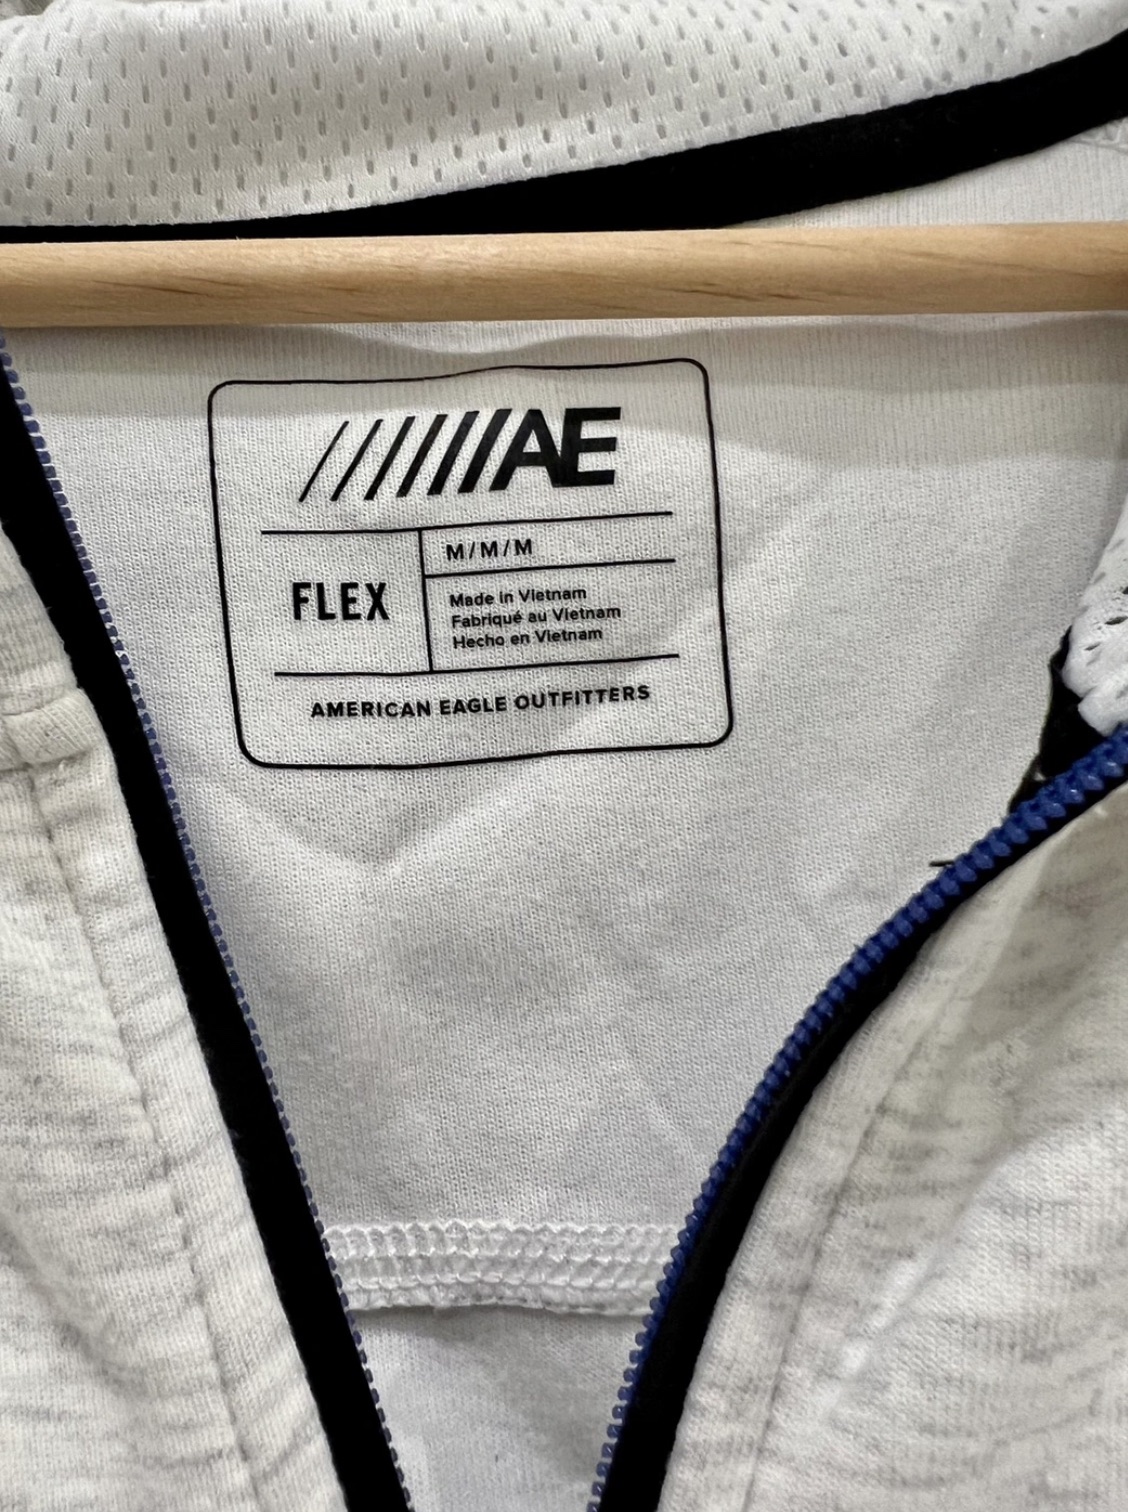 //////AE
M/M/M
FLEX
Made in Vietnam
Fabriqué au Vietnam
Hecho en Vietnam
AMERICAN EAGLE OUTFITTERS